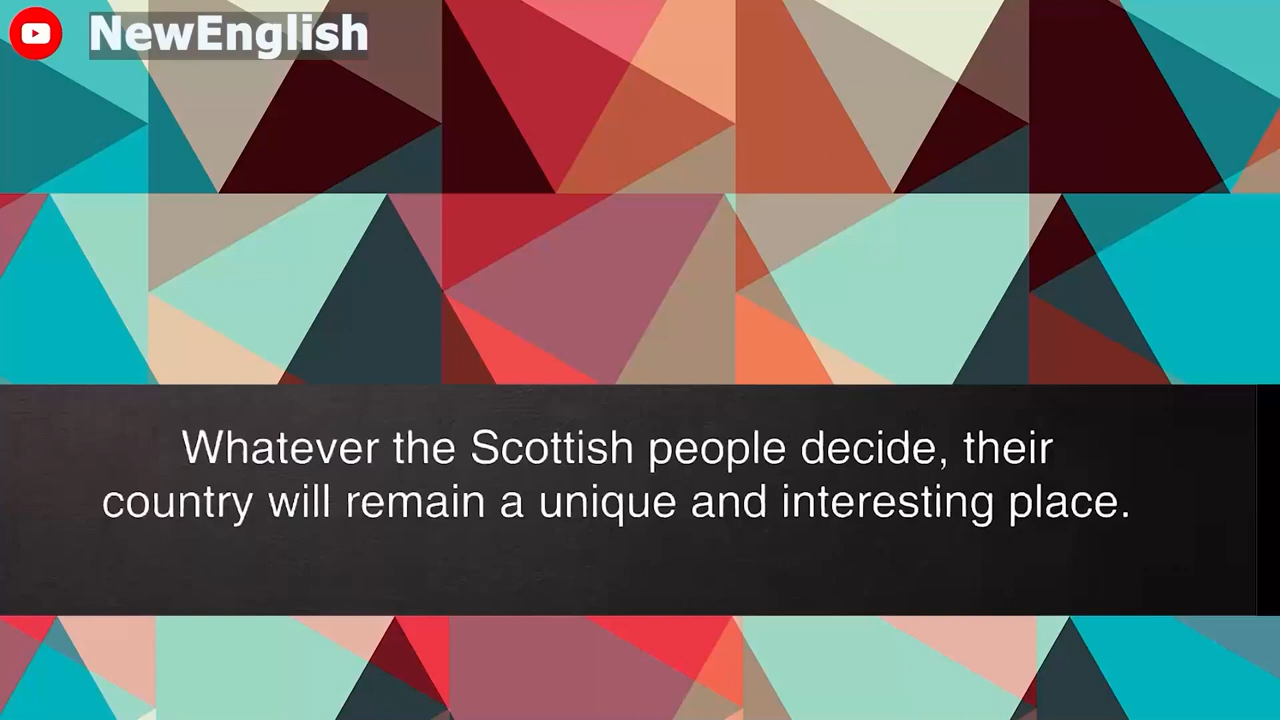 NewEnglish
Whatever the Scottish people decide, their
country will remain a unique and interesting place.